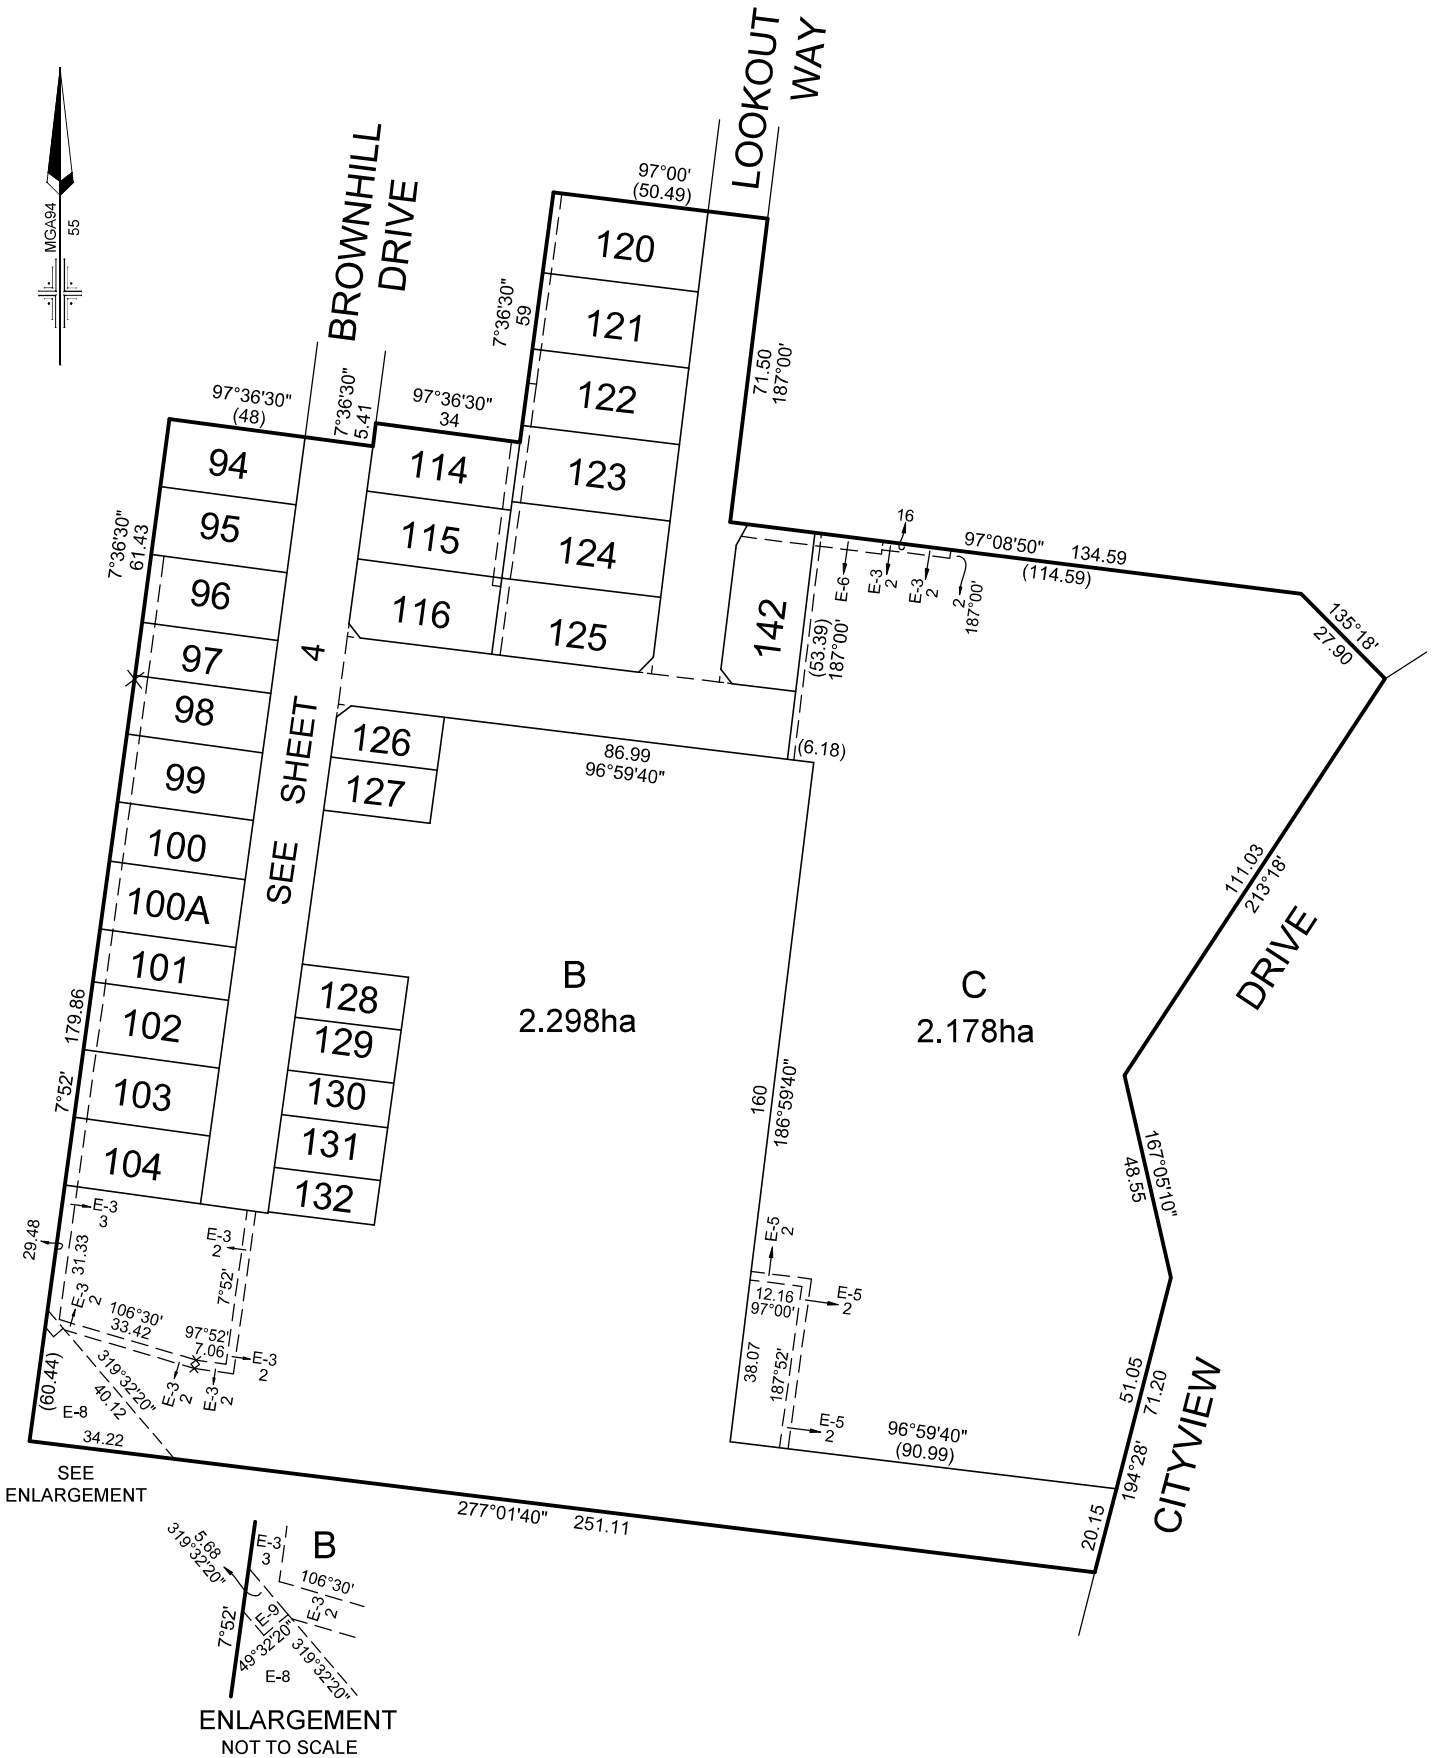 LOOKOUT
WAY
BROWNHILL
DRIVE
MGA94
55
97°00'
(50.49)
120
121
122
123
124
125
7°36'30"
59
71.50
187°00'
97°36'30"
(48)
7°36'30"
5.41
97°36'30"
34
94
95
96
97
98
99
100
100A
101
102
103
104
114
115
116
7°36'30"
61.43
SEE SHEET 4
142
16
97°08'50" 134.59
(114.59)
E-6
E-3
2
E-3
2
2
187°00'
(53.39)
187°00'
135°18'
27.90
126
127
86.99
96°59'40"
(6.18)
111.03
213°18'
DRIVE
B
2.298ha
C
2.178ha
128
129
130
131
132
179.86
7°52'
160
186°59'40"
167°05'10"
48.55
E-3
3
29.48
31.33
E-3
2
E-3
2
7°52'
106°30'
33.42
97°52'
7.06
E-3
2
E-3
2
E-3
2
319°32'20"
40.12
(60.44)
E-8
34.22
E-5
2
12.16
97°00'
E-5
2
38.07
187°52'
E-5
2
96°59'40"
(90.99)
51.05
71.20
194°28'
20.15
CITYVIEW
SEE
ENLARGEMENT
277°01'40" 251.11
5.68
319°32'20"
E-3
3
B
106°30'
E-3
2
7°52'
E-9
49°32'20"
319°32'20"
E-8
ENLARGEMENT
NOT TO SCALE